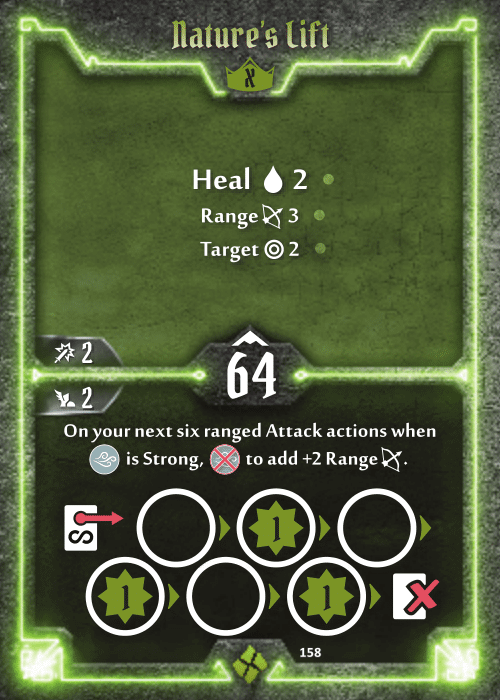 Nature's Lift
X
Heal 2
Range 3
Target 2
2
64
2
On your next six ranged Attack actions when
is Strong, to add +2 Range.
1
1
1
158